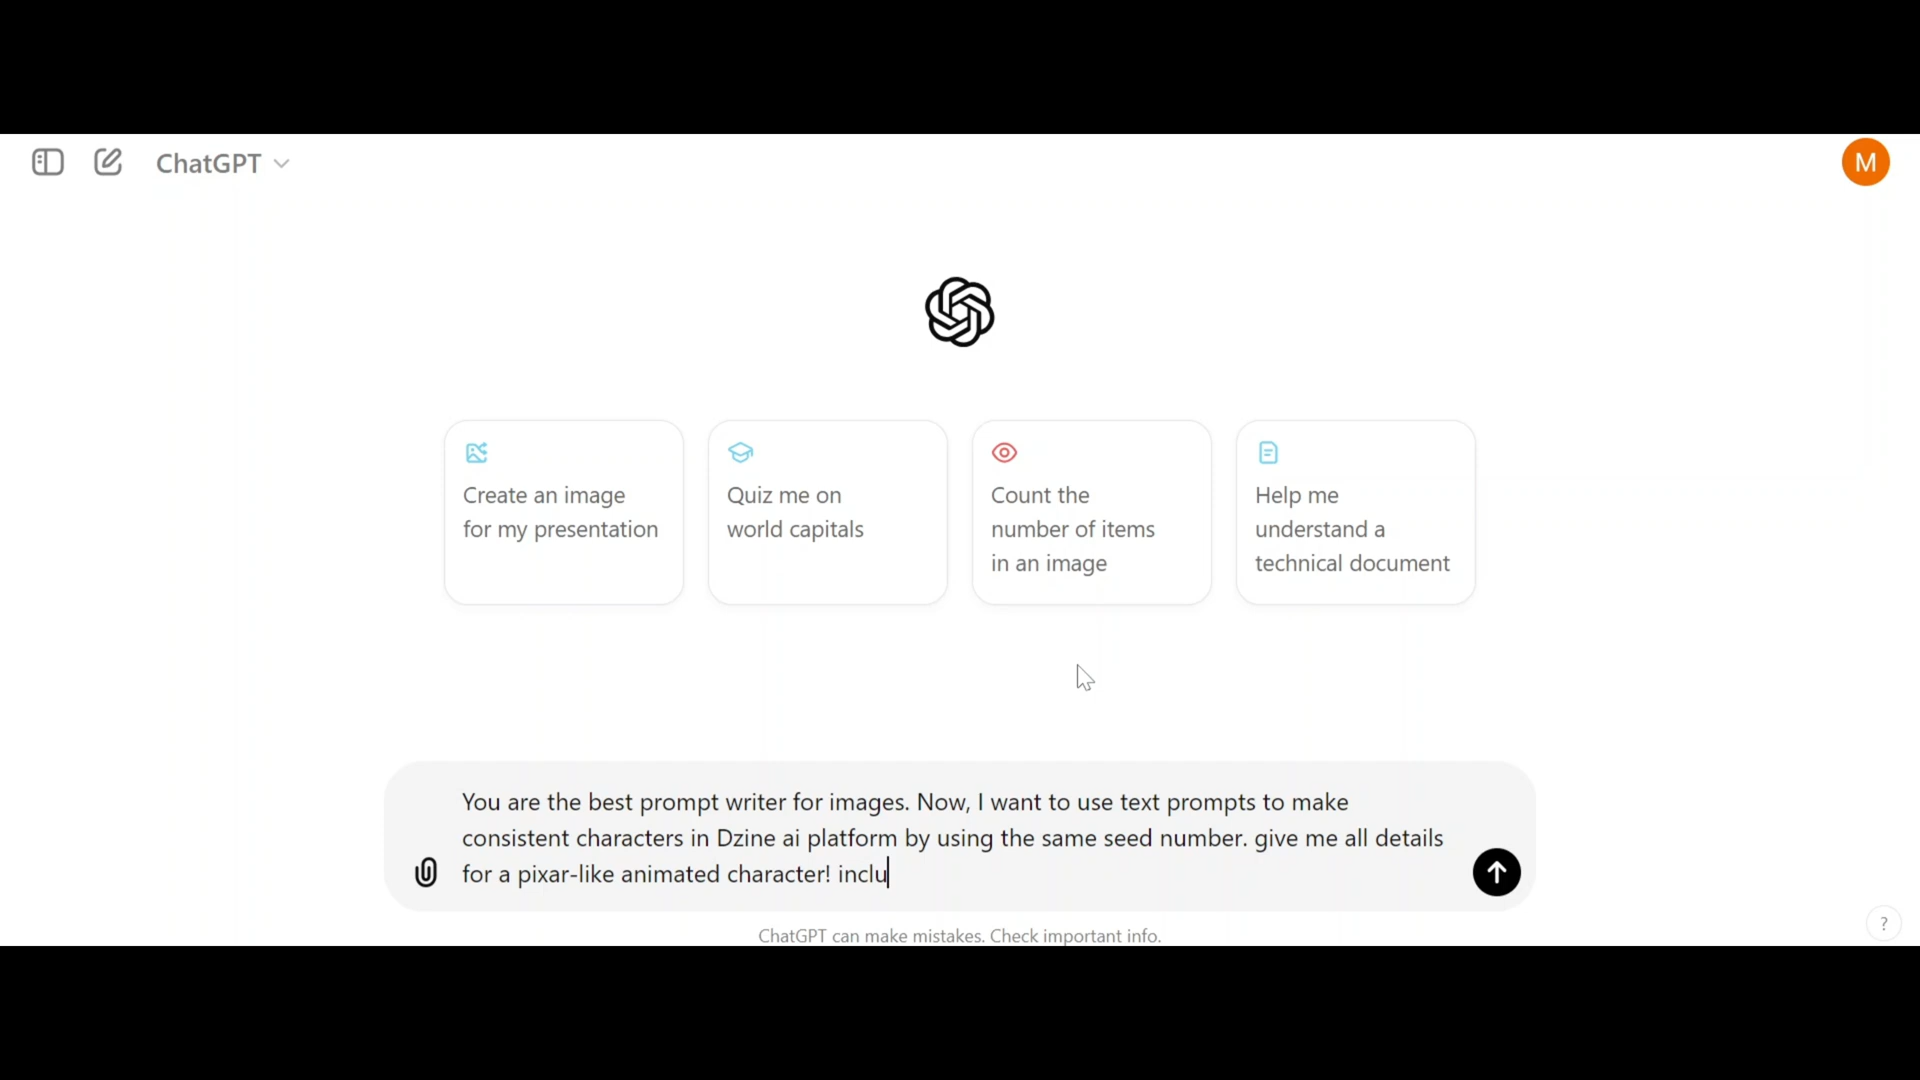 ChatGPT
M
Create an image
for my presentation
Quiz me on
world capitals
Count the
number of items
in an image
Help me
understand a
technical document
You are the best prompt writer for images. Now, I want to use text prompts to make
consistent characters in Dzine ai platform by using the same seed number. give me all details
for a pixar-like animated character! inclu
ChatGPT can make mistakes. Check important info.
?